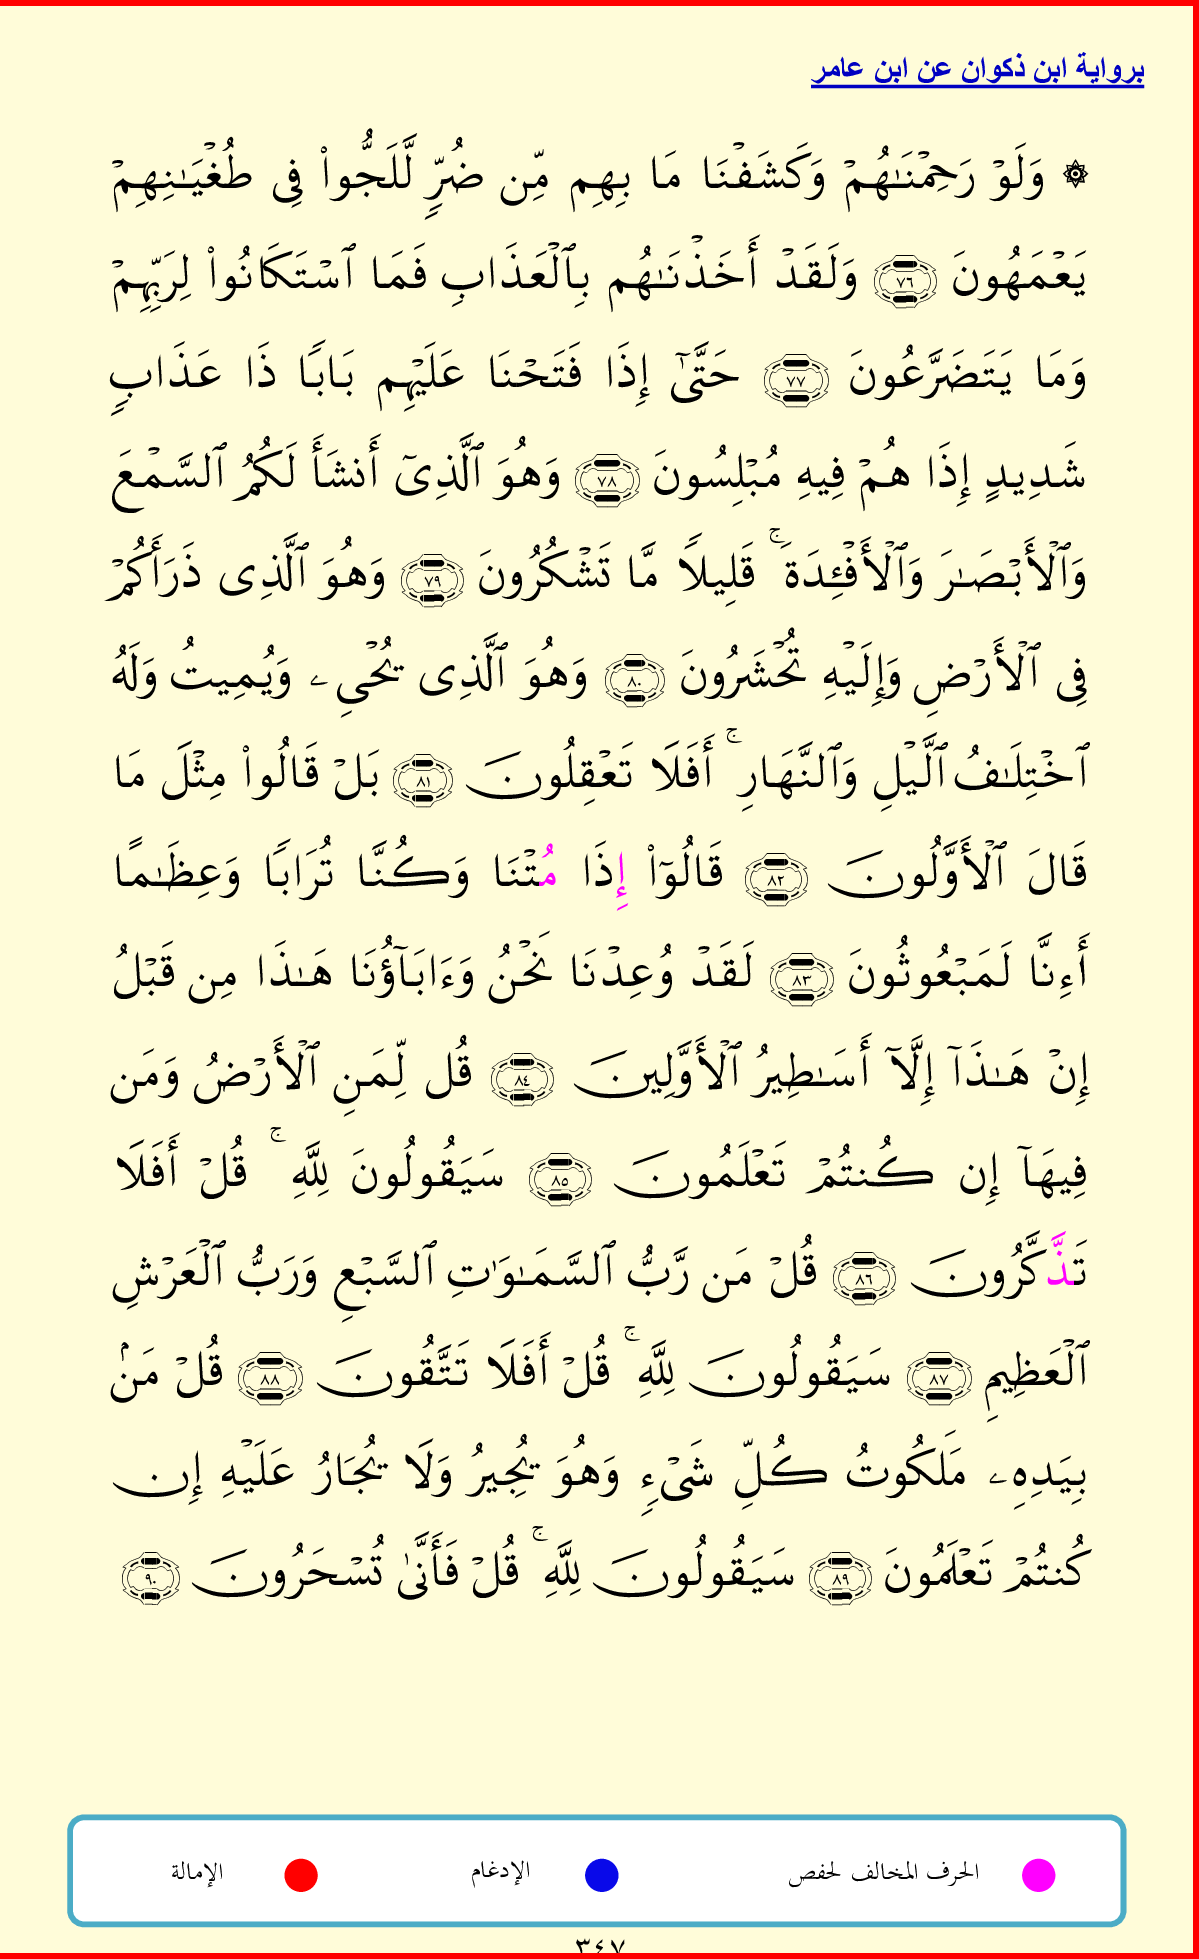 برواية ابن ذكوان عن ابن عامر
۞ وَلَوْ رَحِمْنَـٰهُمْ وَكَشَفْنَا مَا بِهِم مِّن ضُرٍّ لَّلَجُّوا۟ فِى طُغْيَـٰنِهِمْ
يَعْمَهُونَ ٧٦ وَلَقَدْ أَخَذْنَـٰهُم بِٱلْعَذَابِ فَمَا ٱسْتَكَانُوا۟ لِرَبِّهِمْ
وَمَا يَتَضَرَّعُونَ ٧٧ حَتَّىٰٓ إِذَا فَتَحْنَا عَلَيْهِم بَابًا ذَا عَذَابٍ
شَدِيدٍ إِذَا هُمْ فِيهِ مُبْلِسُونَ ٧٨ وَهُوَ ٱلَّذِىٓ أَنشَأَ لَكُمُ ٱلسَّمْعَ
وَٱلْأَبْصَـٰرَ وَٱلْأَفْـِٔدَةَ ۚ قَلِيلًا مَّا تَشْكُرُونَ ٧٩ وَهُوَ ٱلَّذِى ذَرَأَكُمْ
فِى ٱلْأَرْضِ وَإِلَيْهِ تُحْشَرُونَ ٨٠ وَهُوَ ٱلَّذِى يُحْىِۦ وَيُمِيتُ وَلَهُ
ٱخْتِلَـٰفُ ٱلَّيْلِ وَٱلنَّهَارِ ۚ أَفَلَا تَعْقِلُونَ ٨١ بَلْ قَالُوا۟ مِثْلَ مَا
قَالَ ٱلْأَوَّلُونَ ٨٢ قَالُوٓا۟ إِذَا مُتْنَا وَكُنَّا تُرَابًا وَعِظَـٰمًا
أَءِنَّا لَمَبْعُوثُونَ ٨٣ لَقَدْ وُعِدْنَا نَحْنُ وَءَابَآؤُنَا هَـٰذَا مِن قَبْلُ
إِنْ هَـٰذَآ إِلَّآ أَسَـٰطِيرُ ٱلْأَوَّلِينَ ٨٤ قُل لِّمَنِ ٱلْأَرْضُ وَمَن
فِيهَآ إِن كُنتُمْ تَعْلَمُونَ ٨٥ سَيَقُولُونَ لِلَّهِ ۚ قُلْ أَفَلَا
تَذَّكَّرُونَ ٨٦ قُلْ مَن رَّبُّ ٱلسَّمَـٰوَٰتِ ٱلسَّبْعِ وَرَبُّ ٱلْعَرْشِ
ٱلْعَظِيمِ ٨٧ سَيَقُولُونَ لِلَّهِ ۚ قُلْ أَفَلَا تَتَّقُونَ ٨٨ قُلْ مَنۢ
بِيَدِهِۦ مَلَكُوتُ كُلِّ شَىْءٍ وَهُوَ يُجِيرُ وَلَا يُجَارُ عَلَيْهِ إِن
كُنتُمْ تَعْلَمُونَ ٨٩ سَيَقُولُونَ لِلَّهِ ۚ قُلْ فَأَنَّىٰ تُسْحَرُونَ ٩٠
الحرف المخالف لحفص الإدغام الإمالة
٣٤٧